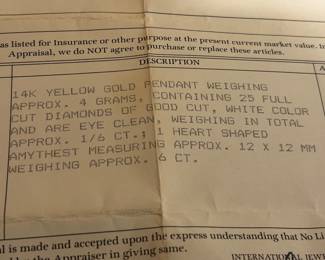 as listed for Insurance or other purpose at the present current market value. In
Appraisal, we do NOT agree to purchase or replace these articles.
DESCRIPTION
A
14K YELLOW GOLD PENDANT WEIGHING
APPROX. 4 GRAMS, CONTAINING 25 FULL
CUT DIAMONDS OF GOOD CUT, WHITE COLOR
AND ARE EYE CLEAN, WEIGHING IN TOTAL
APPROX. 1/6 CT.; 1 HEART SHAPED
AMYTHEST MEASURING APPROX. 12 X 12 MM
WEIGHING APPROX. 6 CT.
al is made and accepted upon the express understanding that No Li
by the Appraiser in giving same.
INTERNATIONAL JEW